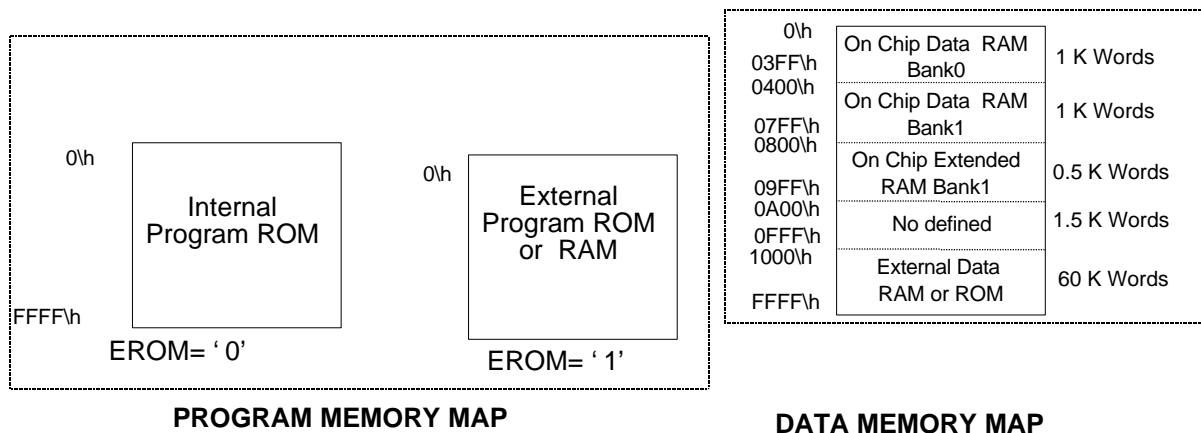 0\h
Internal
Program ROM
FFFF\h
EROM= ‘ 0’
0\h
External
Program ROM
or RAM
EROM= ‘ 1’
PROGRAM MEMORY MAP
0\h
On Chip Data RAM
Bank0
1 K Words
03FF\h
0400\h
On Chip Data RAM
Bank1
1 K Words
07FF\h
0800\h
On Chip Extended
RAM Bank1
0.5 K Words
09FF\h
0A00\h
No defined
1.5 K Words
0FFF\h
1000\h
External Data
RAM or ROM
60 K Words
FFFF\h
DATA MEMORY MAP